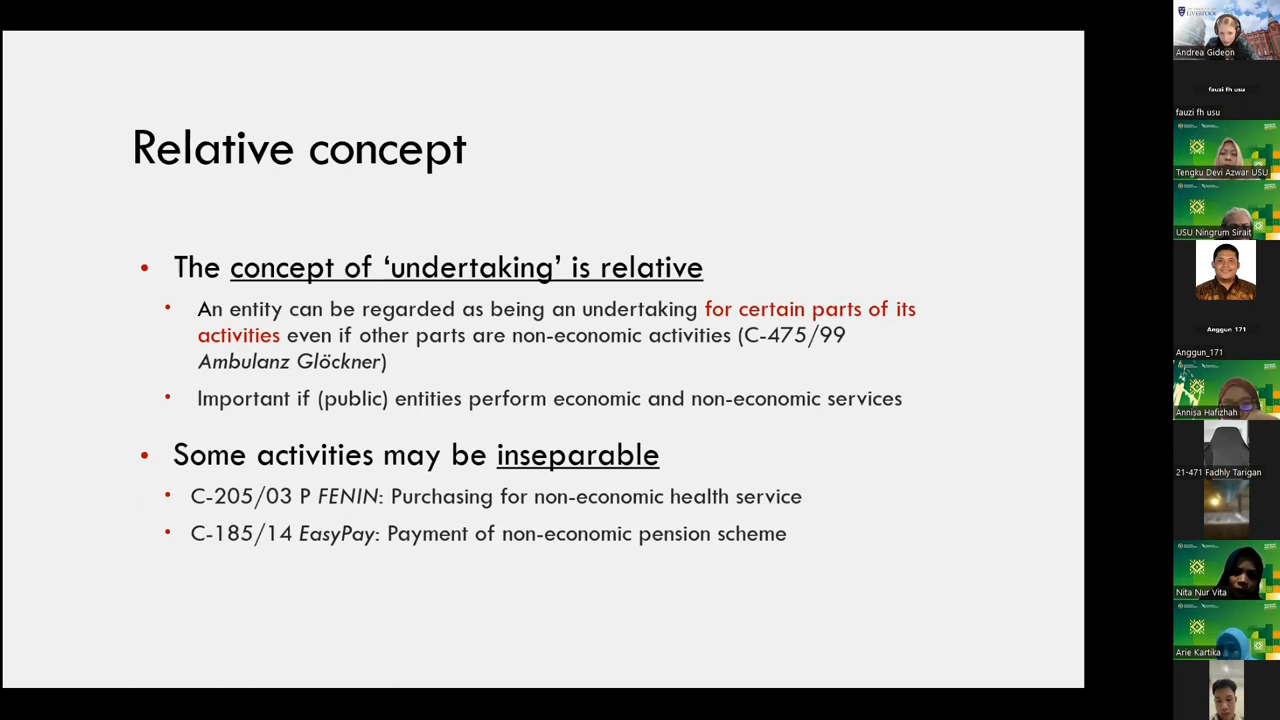 Relative concept
• The concept of ‘undertaking’ is relative
• An entity can be regarded as being an undertaking for certain parts of its
activities even if other parts are non-economic activities (C-475/99
Ambulanz Glöckner)
• Important if (public) entities perform economic and non-economic services
• Some activities may be inseparable
• C-205/03 P FENIN: Purchasing for non-economic health service
• C-185/14 EasyPay: Payment of non-economic pension scheme
LIVERPOOL
Andrea Gideon
fauzi fh usu
fauzi fh usu
Tengku Devi Azwar USU
USU Ningrum Sirait
Anggun_171
Anggun_171
Annisa Hafizhah
21-471 Fadhly Tarigan
Nita Nur Vita
Arie Kartika